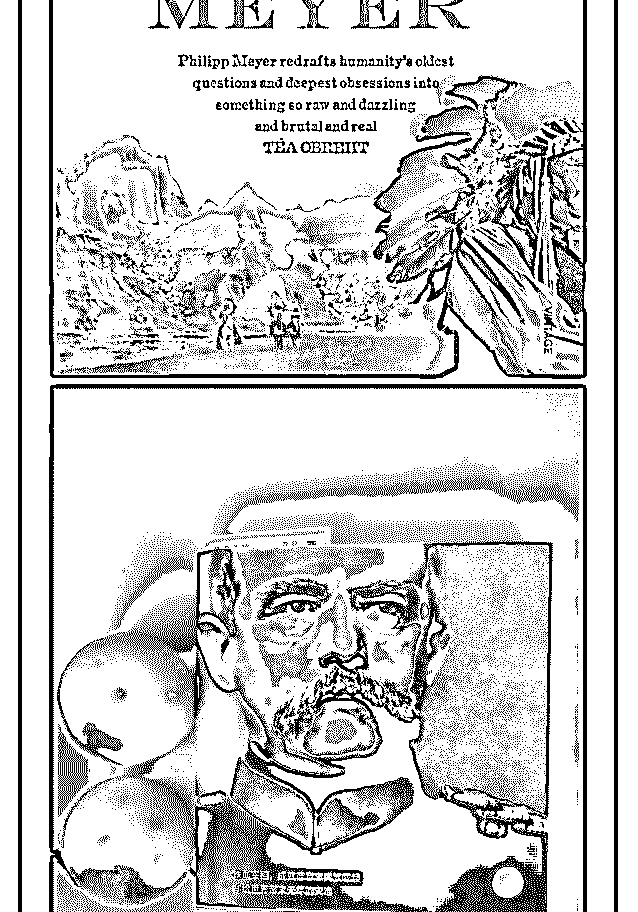 MEYER
Philipp Meyer redrafts humanity's oldest
questions and deepest obsessions into
something so raw and dazzling
and brutal and real
TÉA OBREHT
VINTAGE